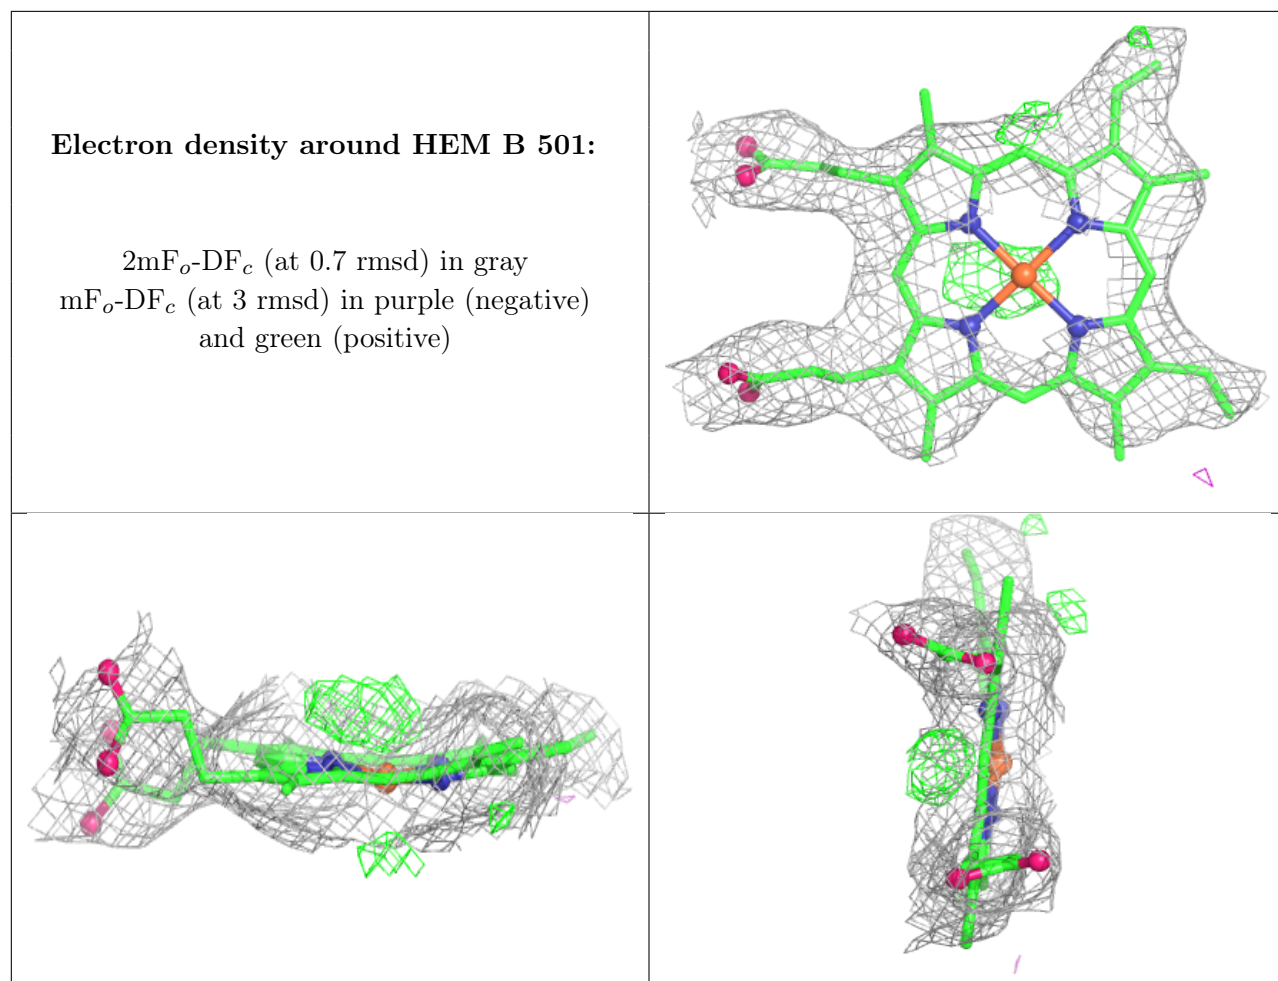 Electron density around HEM B 501:
2mFo-DFc (at 0.7 rmsd) in gray
mFo-DFc (at 3 rmsd) in purple (negative)
and green (positive)